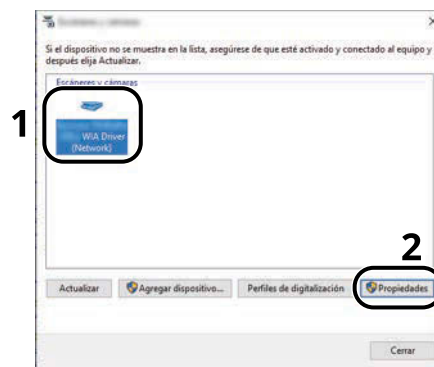 Si el dispositivo no se muestra en la lista, asegúrese de que esté activado y conectado al equipo y
después elija Actualizar.
Escáneres y cámaras
1
WIA Driver
(Network)
2
Actualizar
Agregar dispositivo...
Perfiles de digitalización
Propiedades
Cerrar